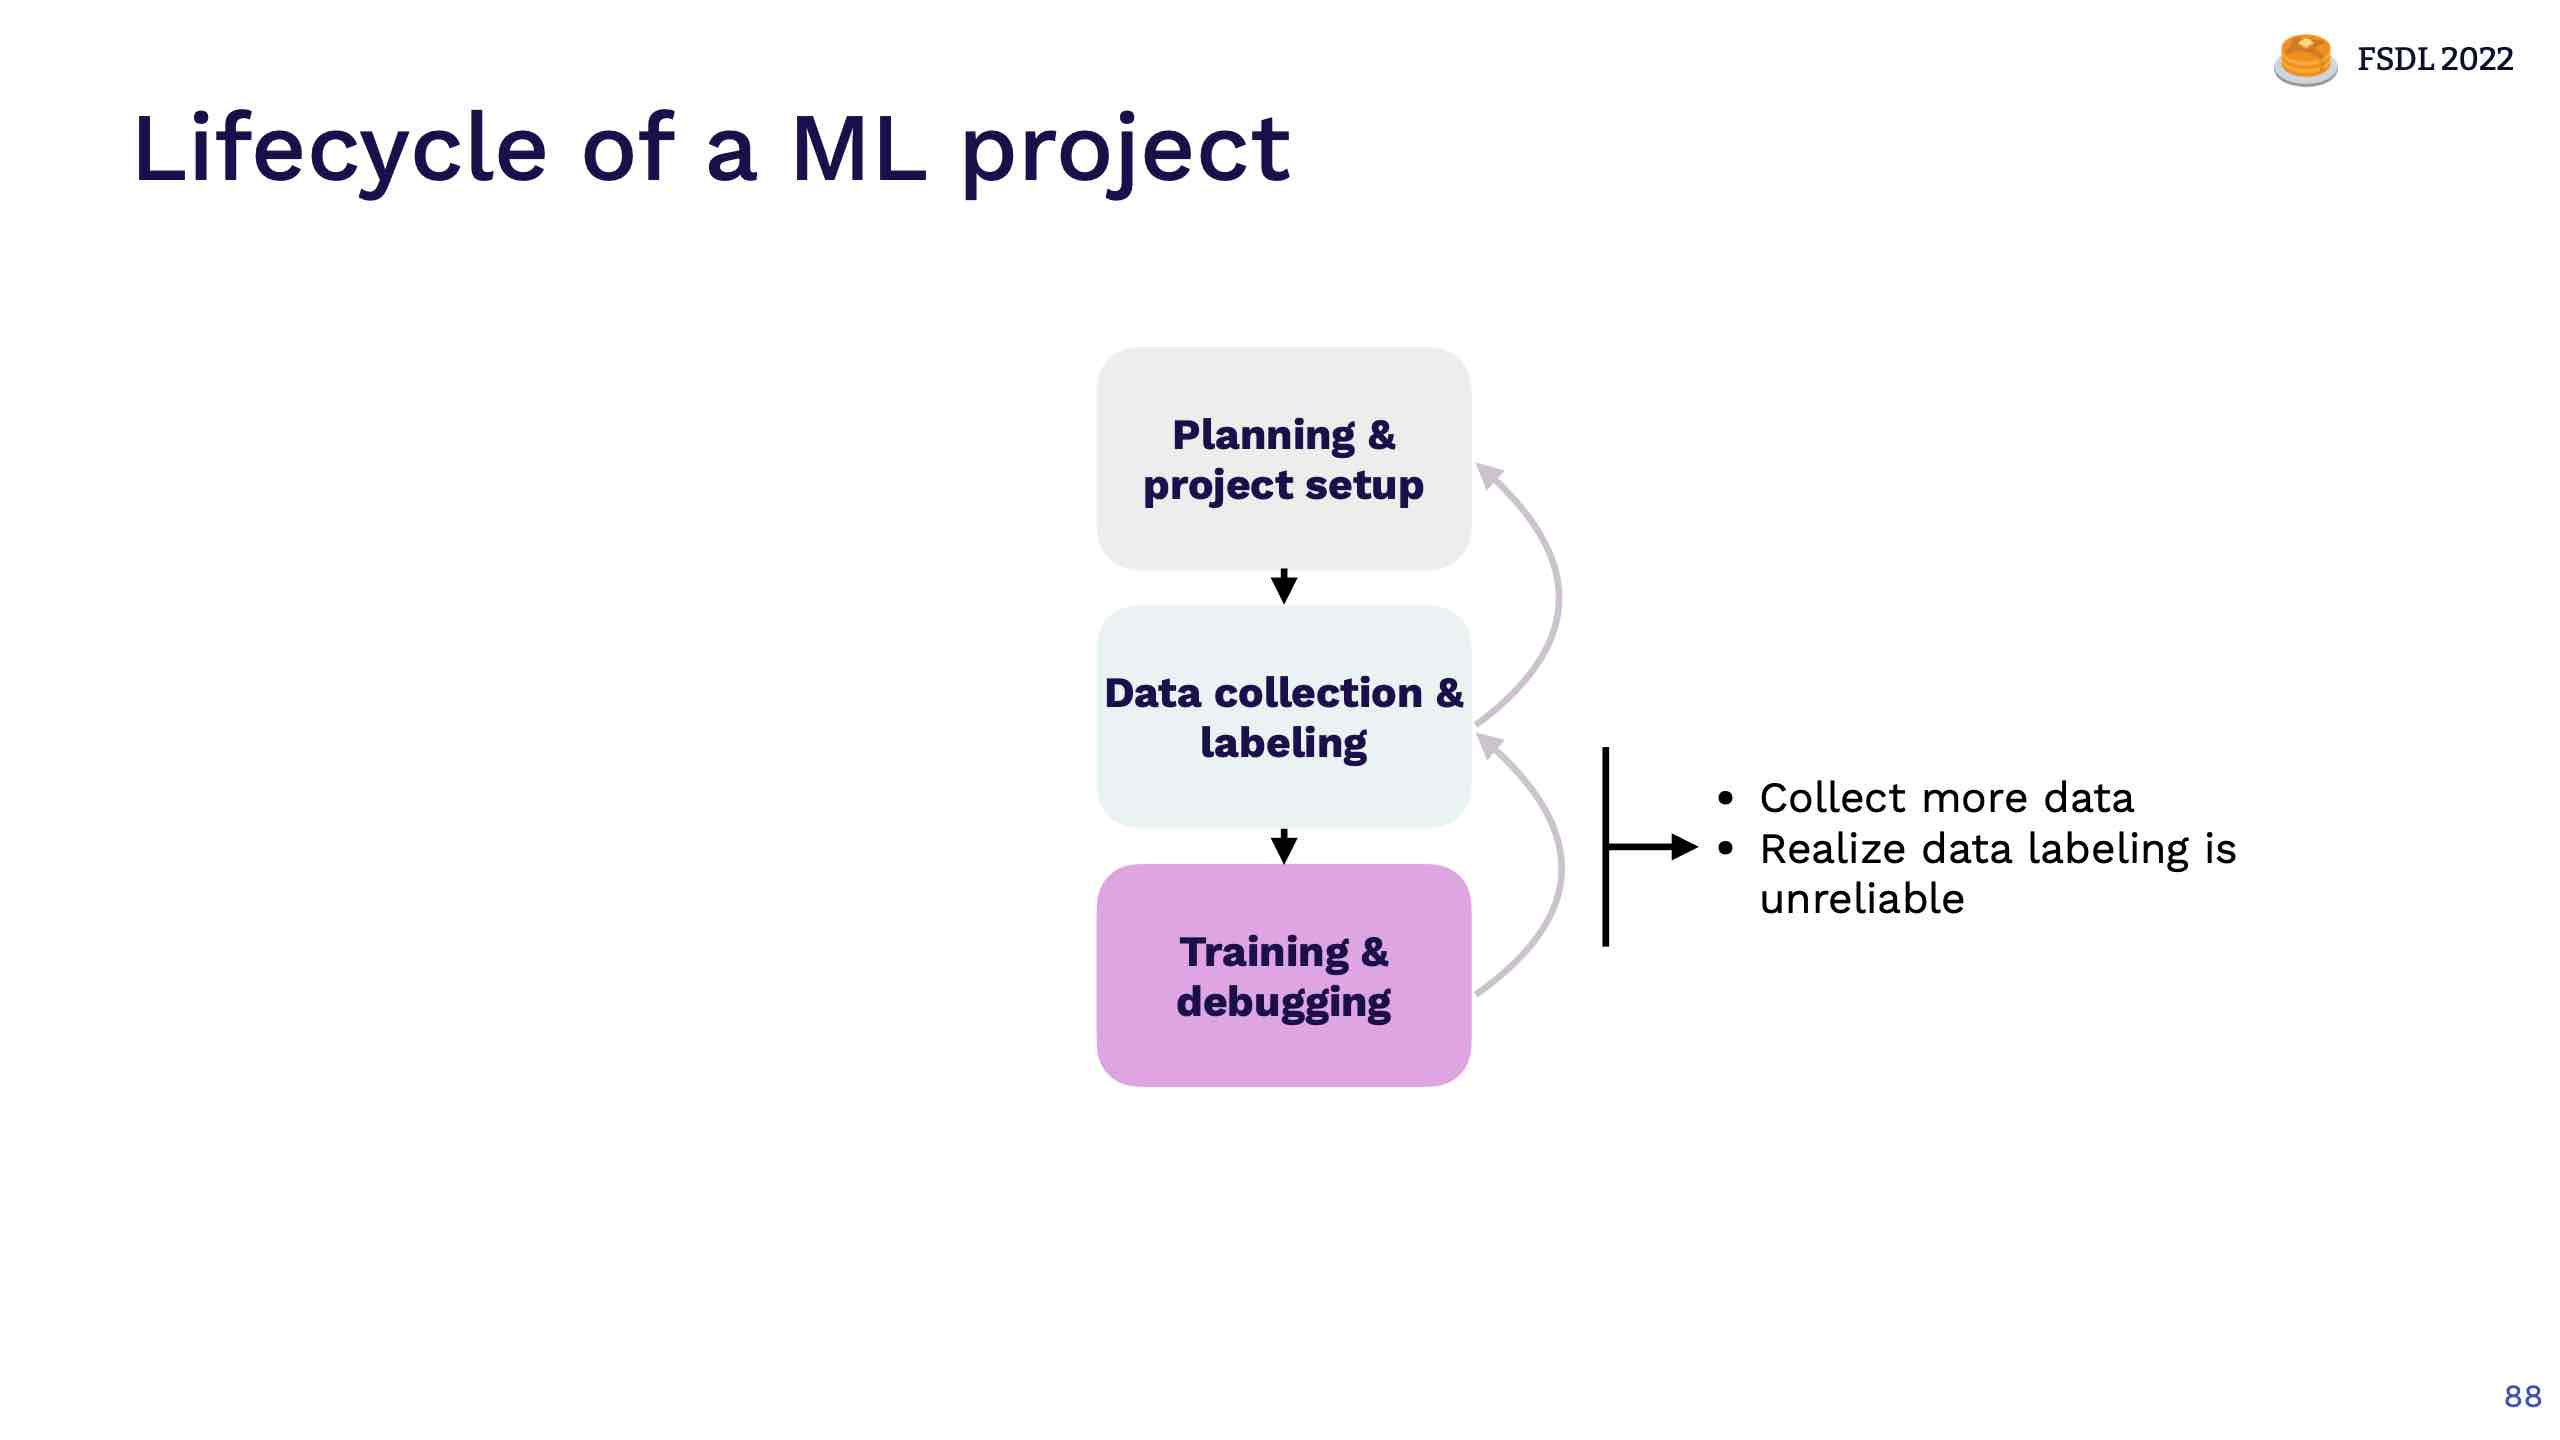 FSDL 2022
Lifecycle of a ML project
Planning &
project setup
Data collection &
labeling
Training &
debugging
• Collect more data
• Realize data labeling is
unreliable
88